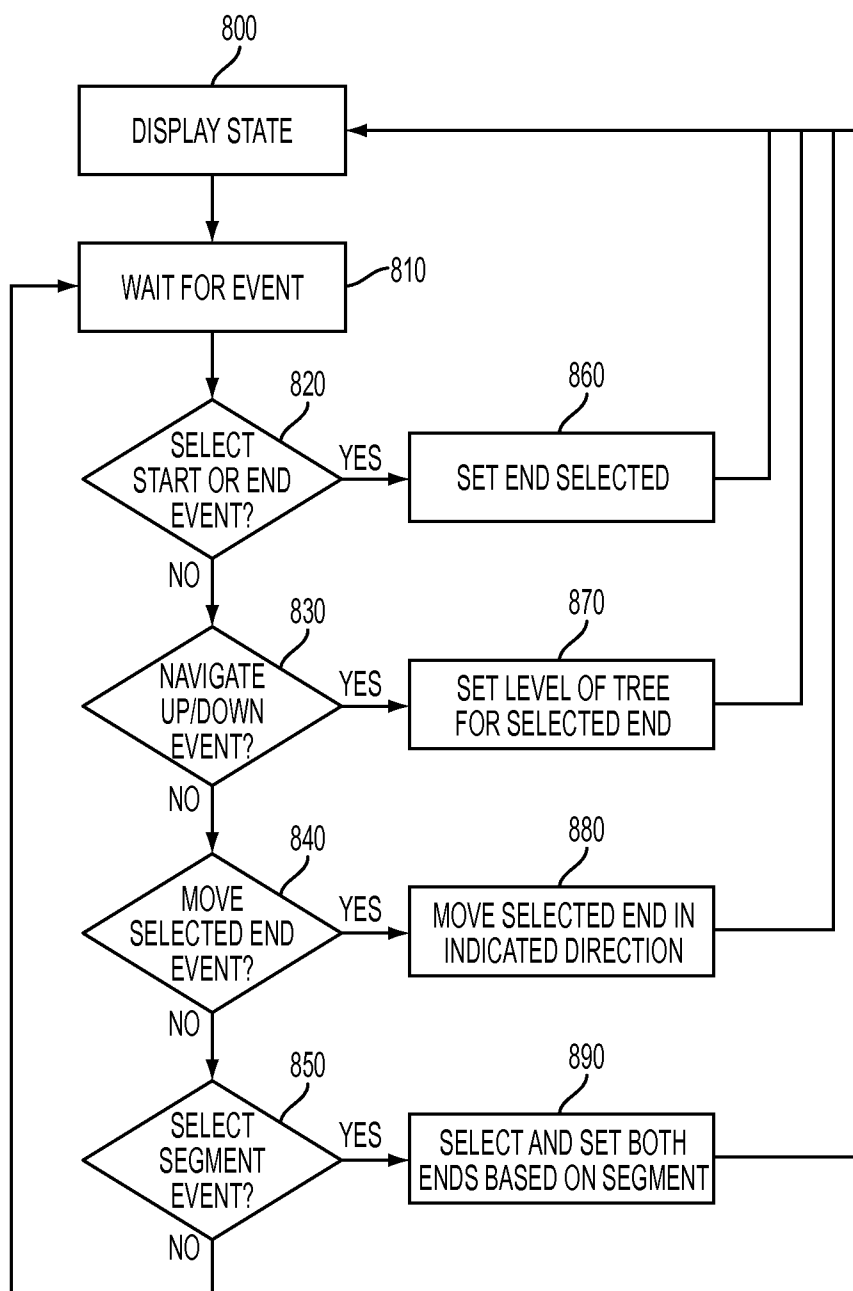 800
DISPLAY STATE
WAIT FOR EVENT
810
820
SELECT
START OR END
EVENT?
YES
NO
860
SET END SELECTED
830
NAVIGATE
UP/DOWN
EVENT?
YES
NO
870
SET LEVEL OF TREE
FOR SELECTED END
840
MOVE
SELECTED END
EVENT?
YES
NO
880
MOVE SELECTED END IN
INDICATED DIRECTION
850
SELECT
SEGMENT
EVENT?
YES
NO
890
SELECT AND SET BOTH
ENDS BASED ON SEGMENT